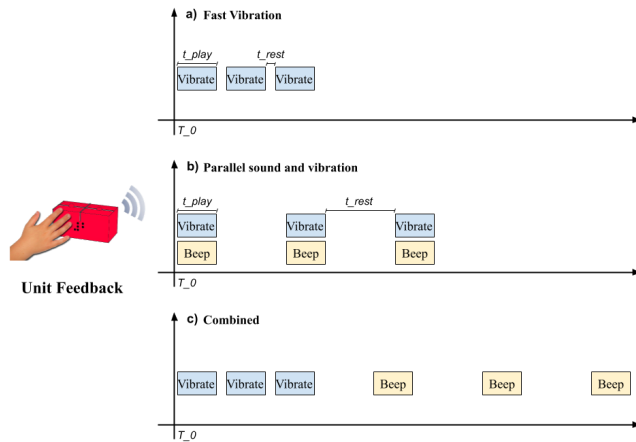 a) Fast Vibration
t_play t_rest
Vibrate Vibrate Vibrate
T_0
b) Parallel sound and vibration
t_play t_rest
Vibrate Vibrate Vibrate
Beep Beep Beep
T_0
Unit Feedback
c) Combined
Vibrate Vibrate Vibrate Beep Beep Beep
T_0